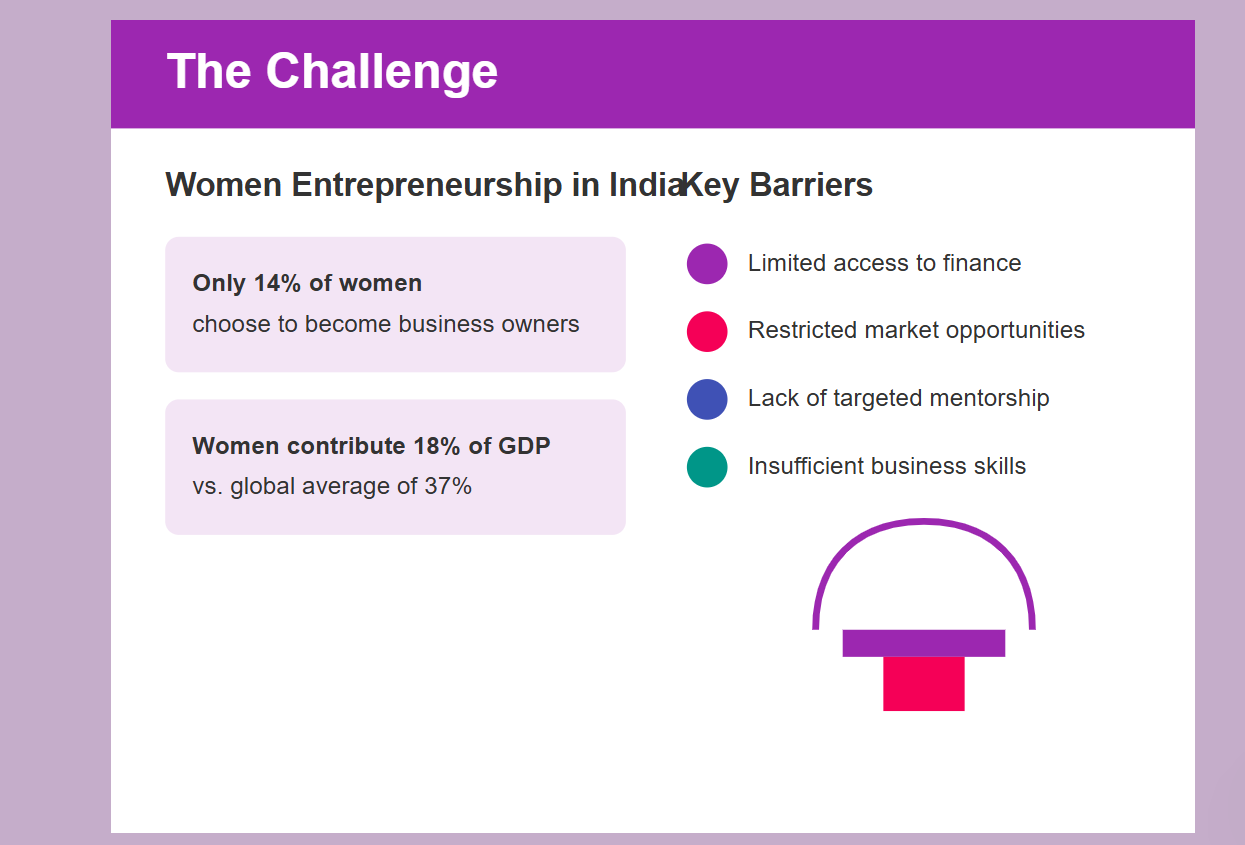 The Challenge
Women Entrepreneurship in India
Only 14% of women
choose to become business owners
Women contribute 18% of GDP
vs. global average of 37%
Key Barriers
Limited access to finance
Restricted market opportunities
Lack of targeted mentorship
Insufficient business skills